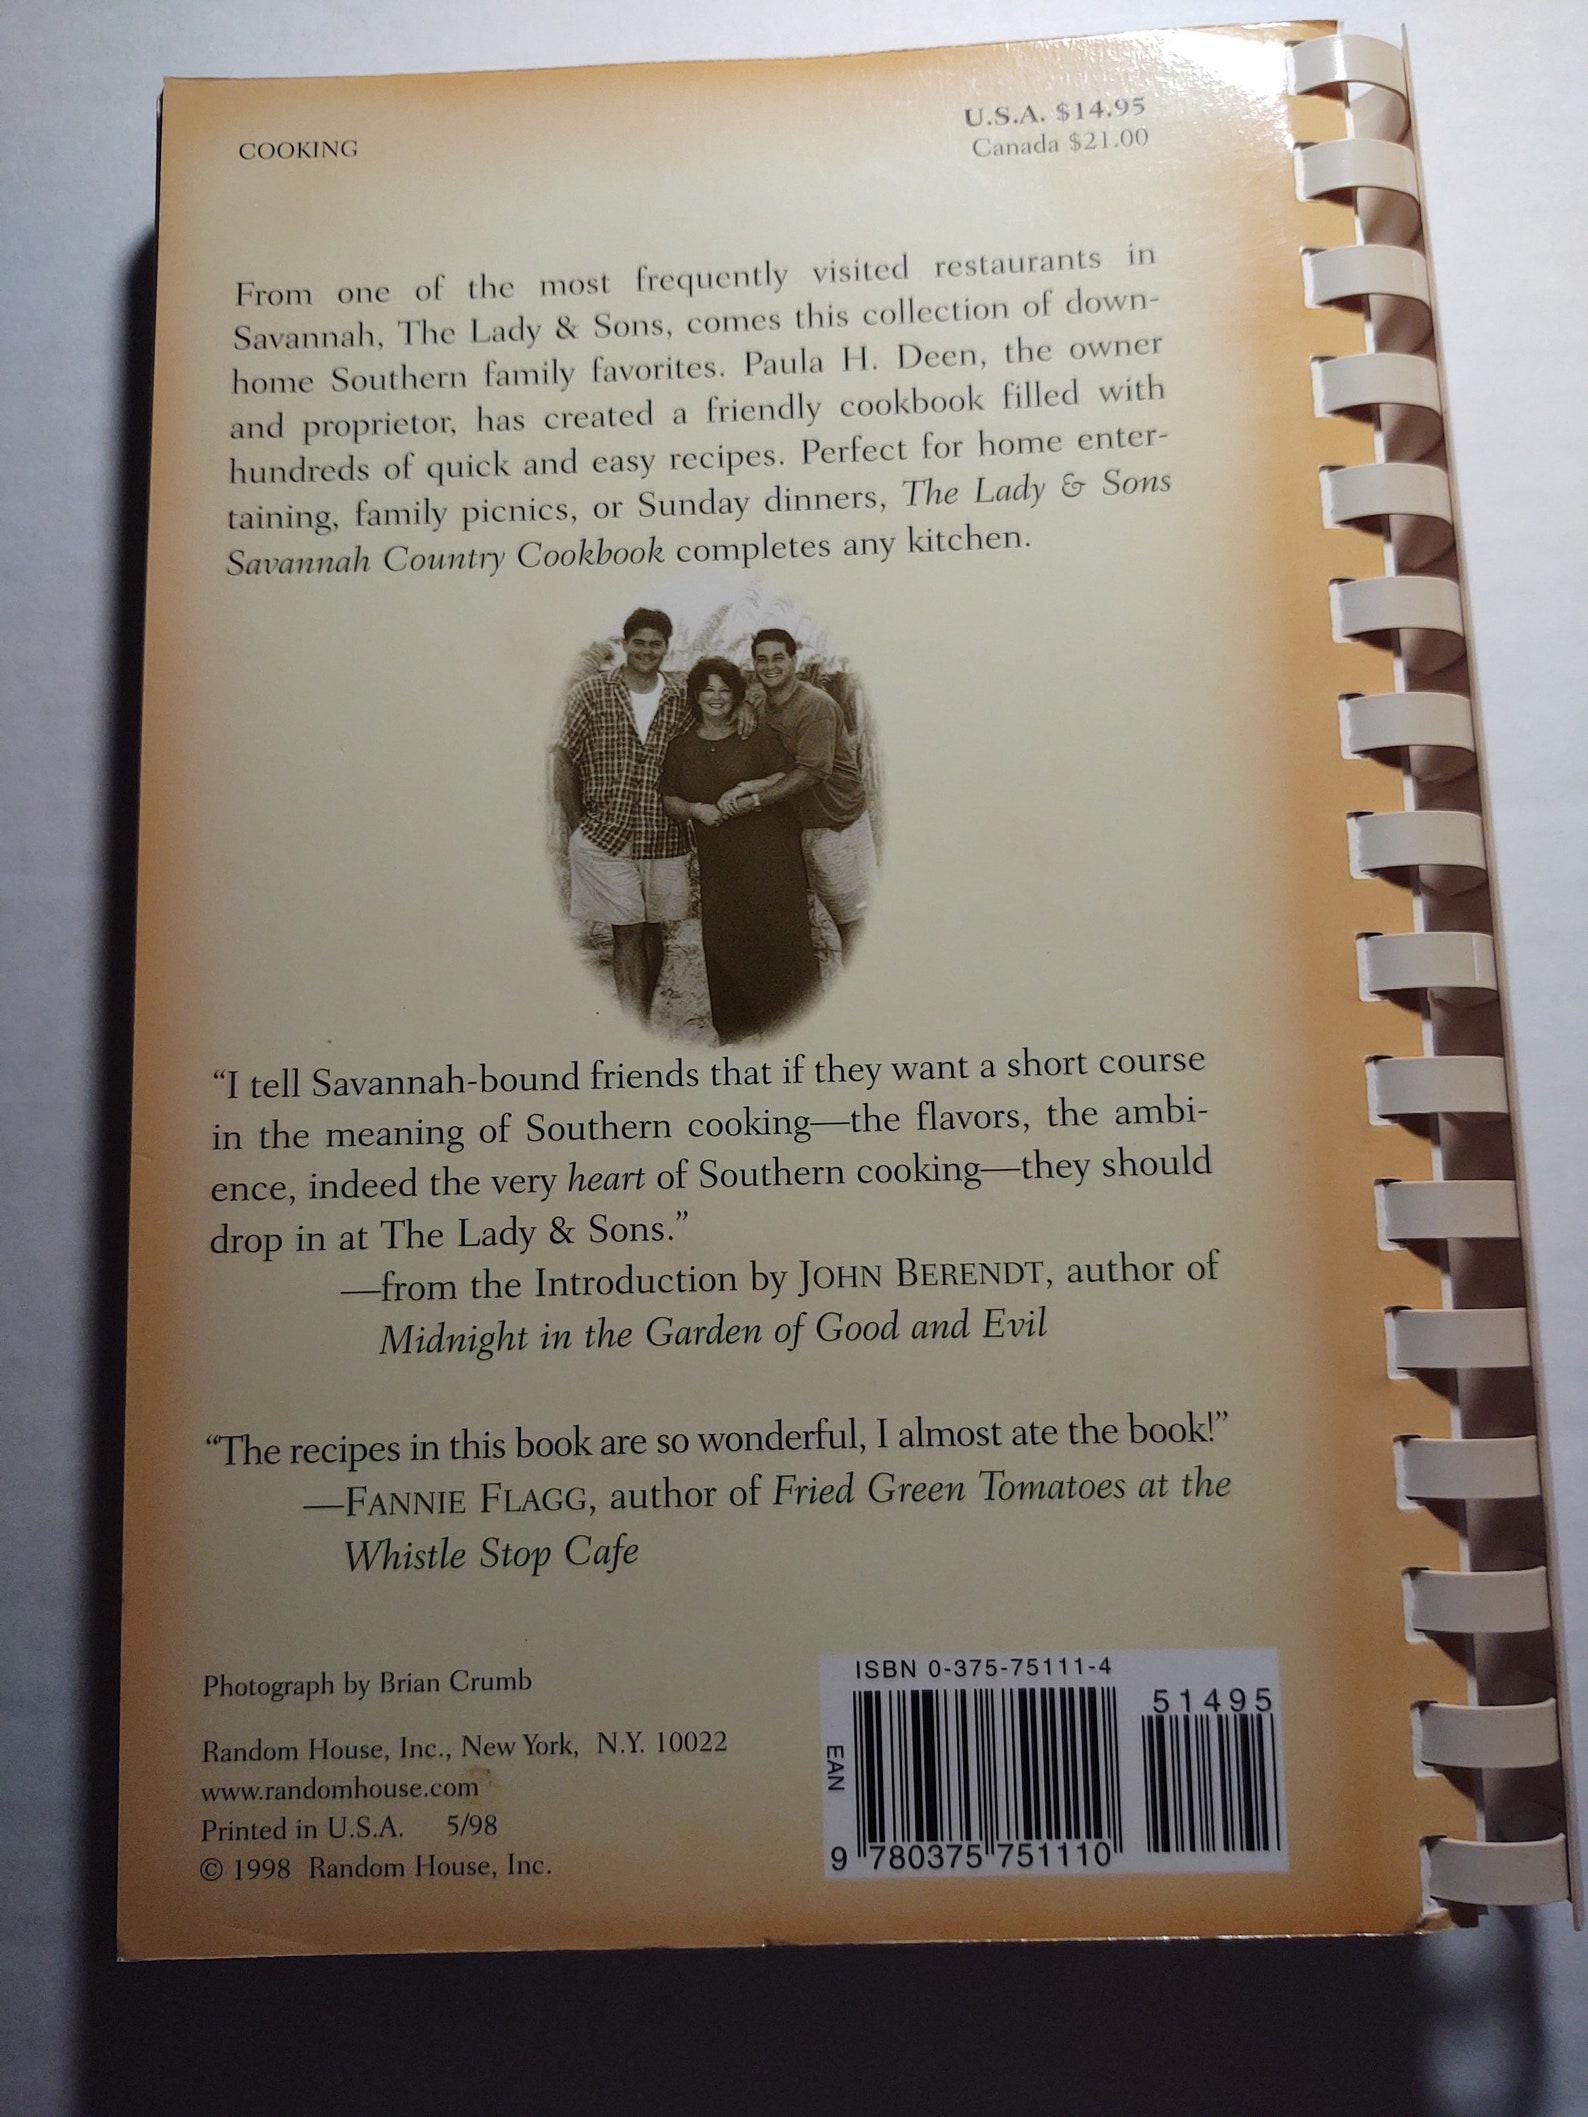 COOKING
U.S.A. $14.95
Canada $21.00
From one of the most frequently visited restaurants in
Savannah, The Lady & Sons, comes this collection of down-
home Southern family favorites. Paula H. Deen, the owner
and proprietor, has created a friendly cookbook filled with
hundreds of quick and easy recipes. Perfect for home enter-
taining, family picnics, or Sunday dinners, The Lady & Sons
Savannah Country Cookbook completes any kitchen.
“I tell Savannah-bound friends that if they want a short course
in the meaning of Southern cooking—the flavors, the ambi-
ence, indeed the very heart of Southern cooking—they should
drop in at The Lady & Sons.”
—from the Introduction by JOHN BERENDT, author of
Midnight in the Garden of Good and Evil
“The recipes in this book are so wonderful, I almost ate the book!”
—FANNIE FLAGG, author of Fried Green Tomatoes at the
Whistle Stop Cafe
Photograph by Brian Crumb
Random House, Inc., New York, N.Y. 10022
www.randomhouse.com
Printed in U.S.A. 5/98
© 1998 Random House, Inc.
ISBN 0-375-75111-4
51495
EAN
9 780375 751110